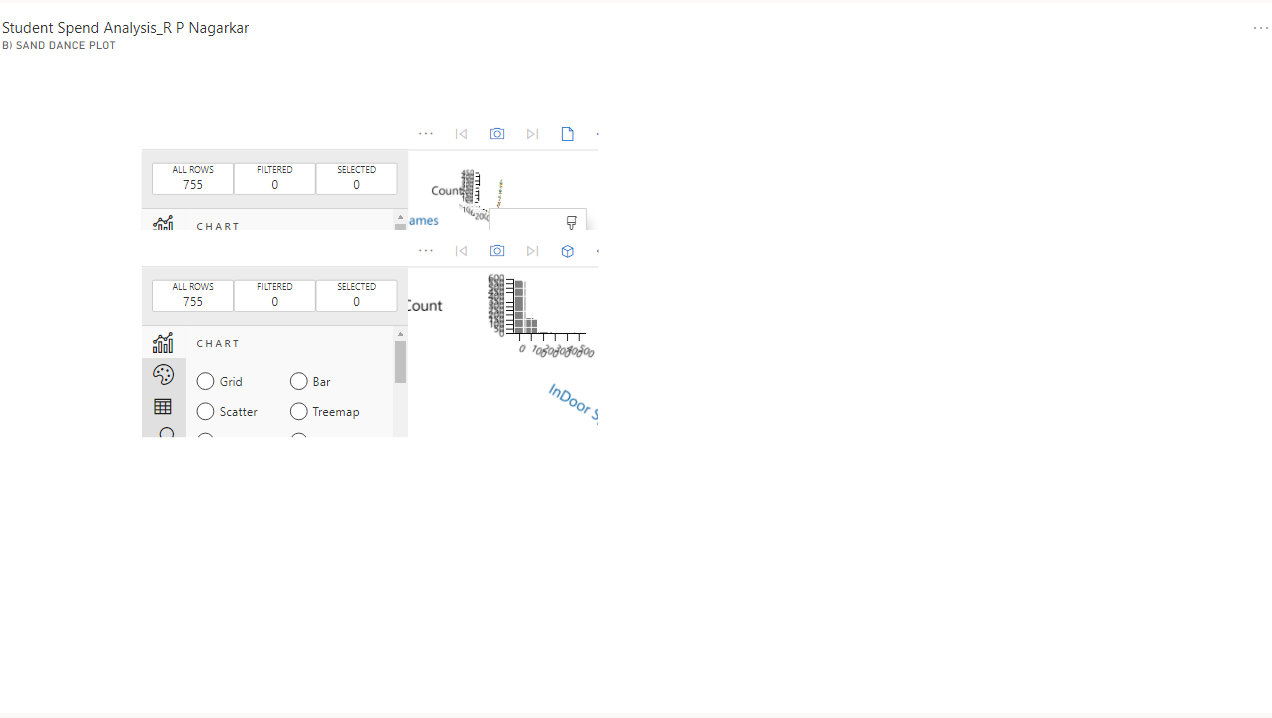 Student Spend Analysis_R P Nagarkar
B) SAND DANCE PLOT
ALL ROWS FILTERED SELECTED
755 0 0
Count
CHART
ames
ALL ROWS FILTERED SELECTED
755 0 0
Count
600
0
0
CHART
Grid Bar
Scatter Treemap
InDoor S